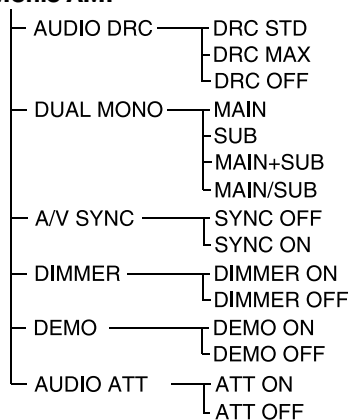 AUDIO DRC DRC STD
DRC MAX
DRC OFF
DUAL MONO MAIN
SUB
MAIN+SUB
MAIN/SUB
A/V SYNC SYNC OFF
SYNC ON
DIMMER DIMMER ON
DIMMER OFF
DEMO DEMO ON
DEMO OFF
AUDIO ATT ATT ON
ATT OFF